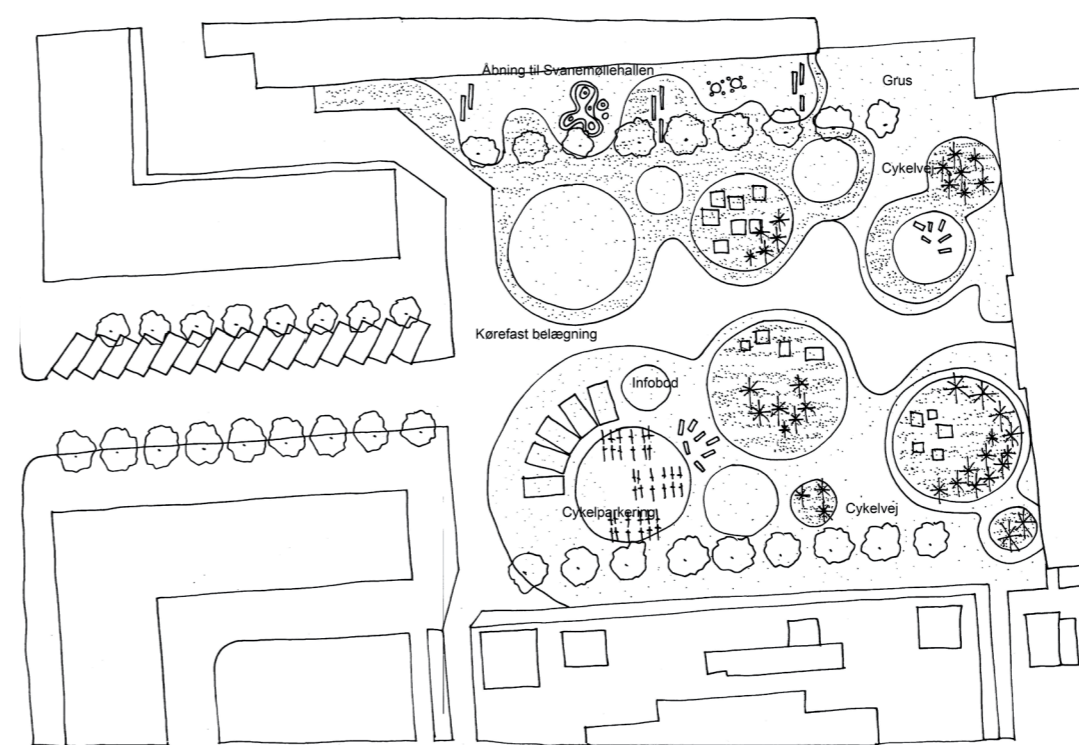 Åbning til Svanemøllehallen
Grus
Cykelvej
Kørefast belægning
Infobod
Cykelparkering
Cykelvej